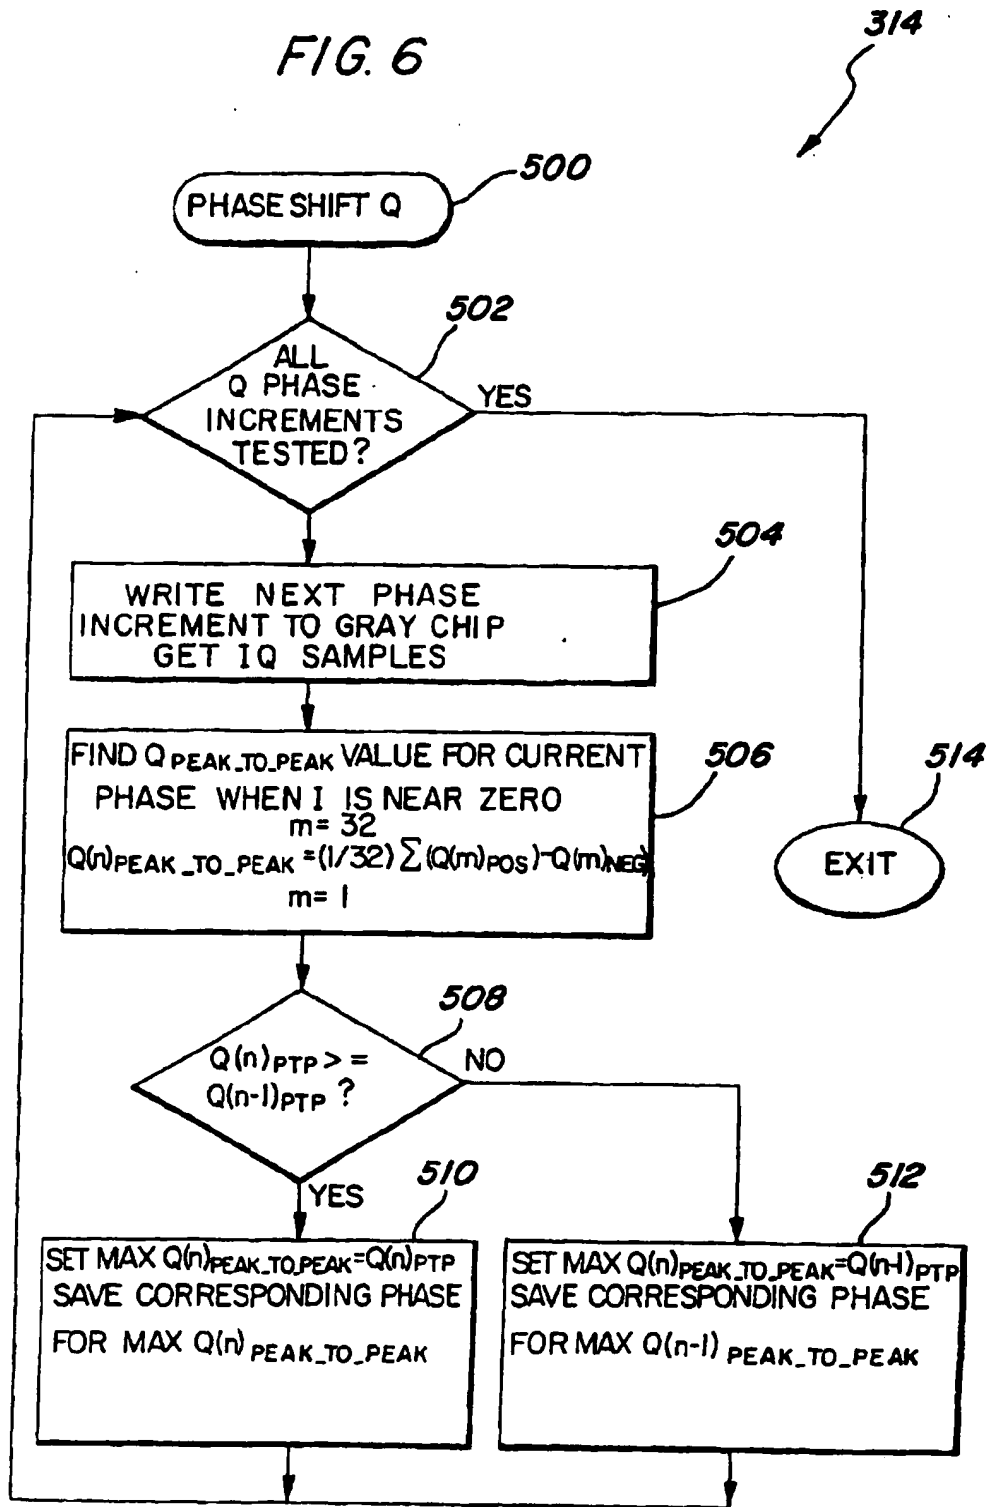 FIG. 6
314
PHASE SHIFT Q
500
502
ALL
Q PHASE
INCREMENTS
TESTED?
YES
504
WRITE NEXT PHASE
INCREMENT TO GRAY CHIP
GET IQ SAMPLES
FIND Q PEAK_TO_PEAK VALUE FOR CURRENT
PHASE WHEN I IS NEAR ZERO
m= 32
Q(n)PEAK_TO_PEAK =(1/32) ∑ (Q(m)POS)-Q(m)NEG)
m= 1
506
514
EXIT
508
Q(n)PTP > =
Q(n-1)PTP ?
NO
YES
510
512
SET MAX Q(n)PEAK_TO_PEAK=Q(n)PTP
SAVE CORRESPONDING PHASE
FOR MAX Q(n) PEAK_TO_PEAK
SET MAX Q(n)PEAK_TO_PEAK=Q(n-1)PTP
SAVE CORRESPONDING PHASE
FOR MAX Q(n-1) PEAK_TO_PEAK